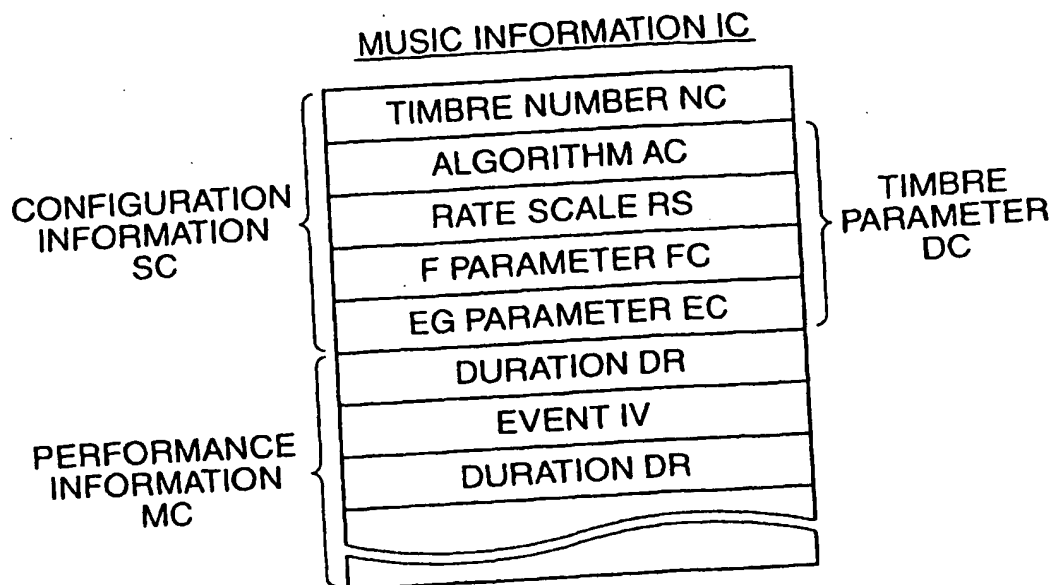 MUSIC INFORMATION IC
TIMBRE NUMBER NC
ALGORITHM AC
RATE SCALE RS
F PARAMETER FC
EG PARAMETER EC
DURATION DR
EVENT IV
DURATION DR
CONFIGURATION
INFORMATION
SC
PERFORMANCE
INFORMATION
MC
TIMBRE
PARAMETER
DC